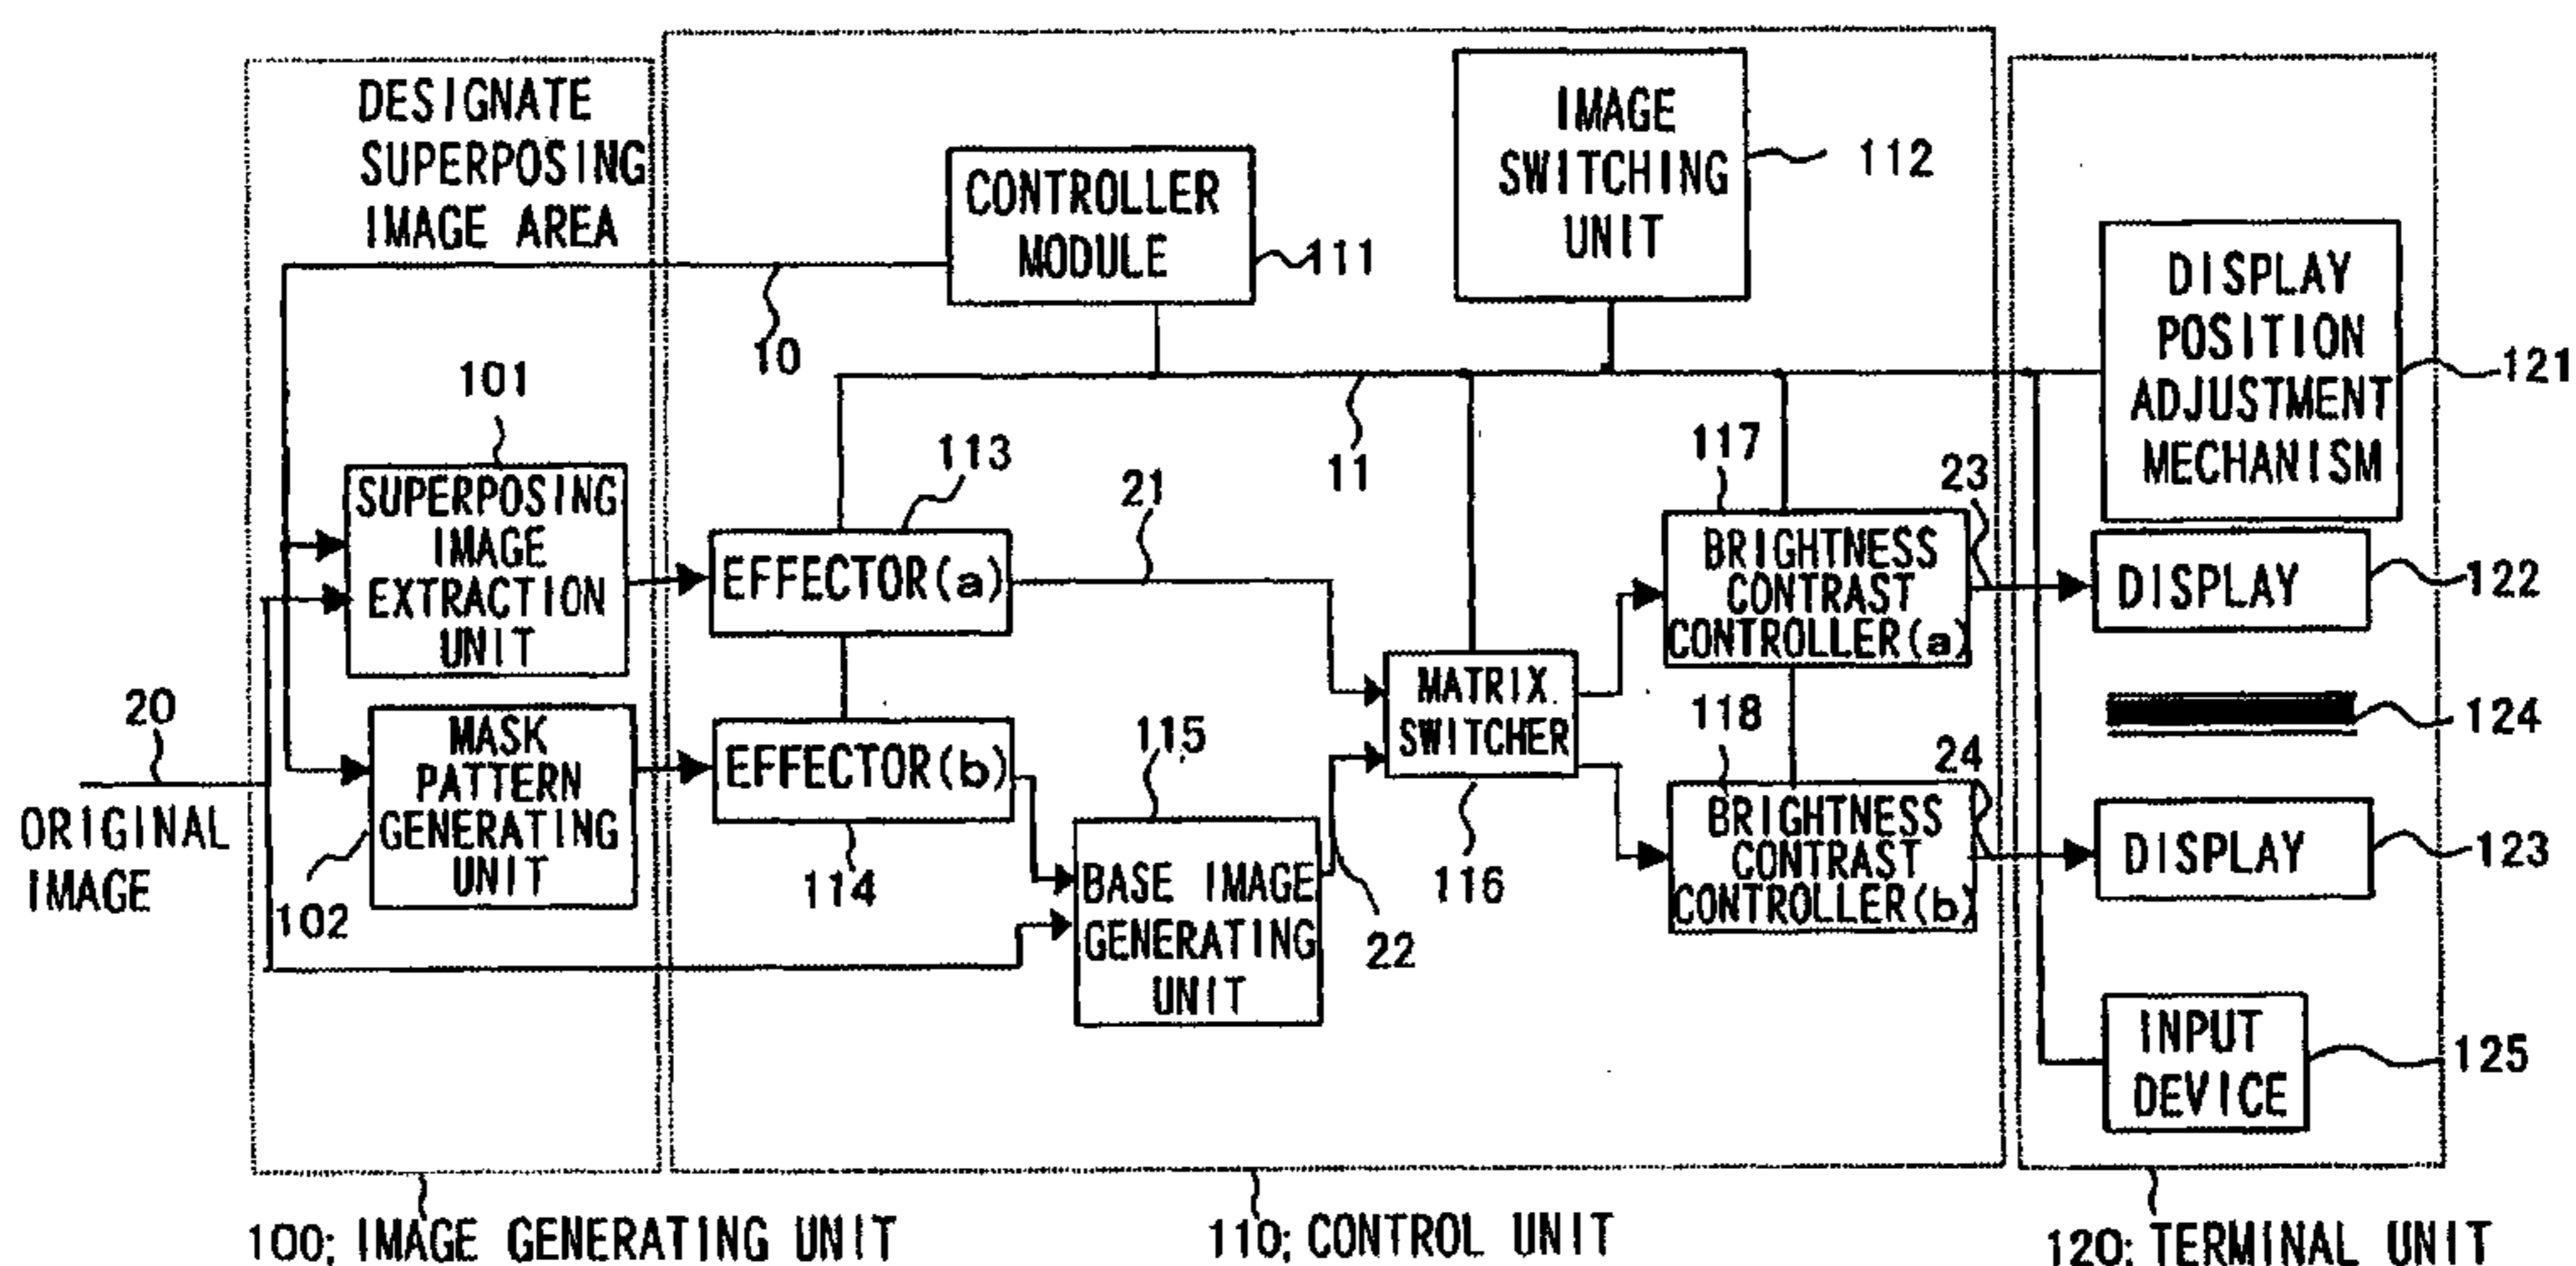 DESIGNATE
SUPERPOSING
IMAGE AREA
CONTROLLER
MODULE
111
IMAGE
SWITCHING
UNIT
112
DISPLAY
POSITION
ADJUSTMENT
MECHANISM
121
10
11
101
SUPERPOSING
IMAGE
EXTRACTION
UNIT
113
EFFECTOR(a)
21
117
BRIGHTNESS
CONTRAST
CONTROLLER(a)
23
DISPLAY
122
20
ORIGINAL
IMAGE
MASK
PATTERN
GENERATING
UNIT
102
EFFECTOR(b)
114
115
BASE IMAGE
GENERATING
UNIT
22
MATRIX
SWITCHER
116
118
BRIGHTNESS
CONTRAST
CONTROLLER(b)
24
124
DISPLAY
123
INPUT
DEVICE
125
100; IMAGE GENERATING UNIT
110; CONTROL UNIT
120; TERMINAL UNIT